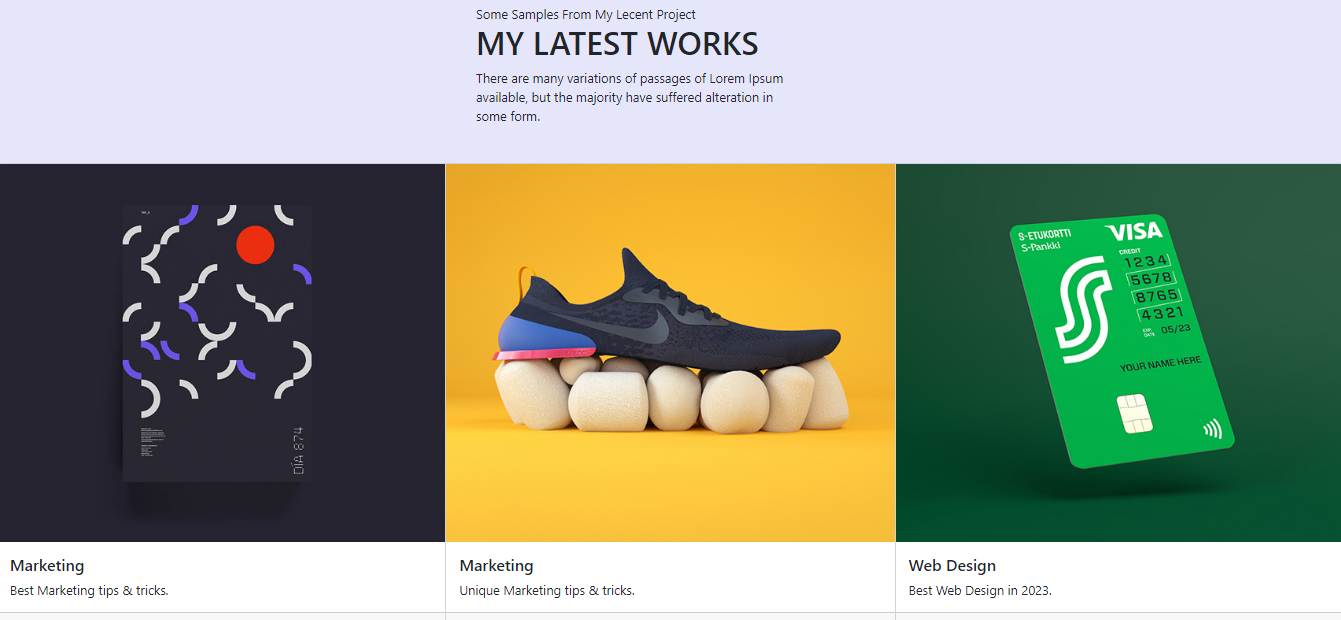 Some Samples From My Lecent Project
MY LATEST WORKS
There are many variations of passages of Lorem Ipsum
available, but the majority have suffered alteration in
some form.
DÍA 874
S-ETUKORTTI
S-Pankki
VISA
CREDIT
1234
5678
8765
4321
EXP.
DATE
05/23
YOUR NAME HERE
Marketing
Best Marketing tips & tricks.
Marketing
Unique Marketing tips & tricks.
Web Design
Best Web Design in 2023.